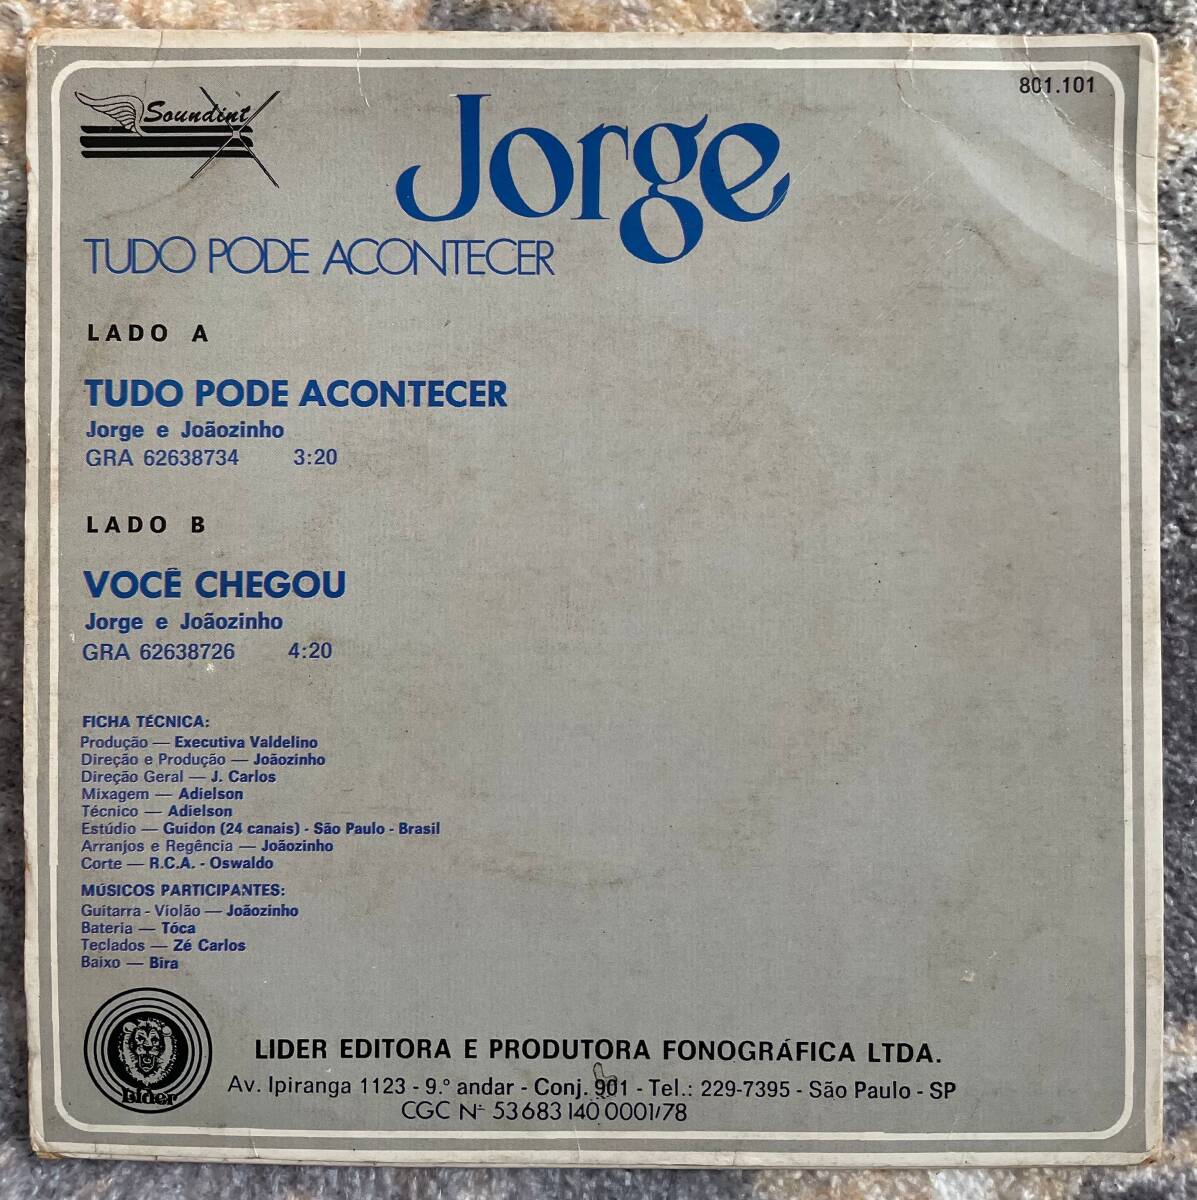 Soundint
801.101
Jorge
TUDO PODE ACONTECER
LADO A
TUDO PODE ACONTECER
Jorge e Joãozinho
GRA 62638734 3:20
LADO B
VOCÊ CHEGOU
Jorge e Joãozinho
GRA 62638726 4:20
FICHA TÉCNICA:
Produção — Executiva Valdelino
Direção e Produção — Joãozinho
Direção Geral — J. Carlos
Mixagem — Adielson
Técnico — Adielson
Estúdio — Guidon (24 canais) - São Paulo - Brasil
Arranjos e Regência — Joãozinho
Corte — R.C.A. - Oswaldo
MÚSICOS PARTICIPANTES:
Guitarra - Violão — Joãozinho
Bateria — Tóca
Teclados — Zé Carlos
Baixo — Bira
Lider
LIDER EDITORA E PRODUTORA FONOGRÁFICA LTDA.
Av. Ipiranga 1123 - 9.º andar - Conj. 901 - Tel.: 229-7395 - São Paulo - SP
CGC Nº 53 683 140 0001/78